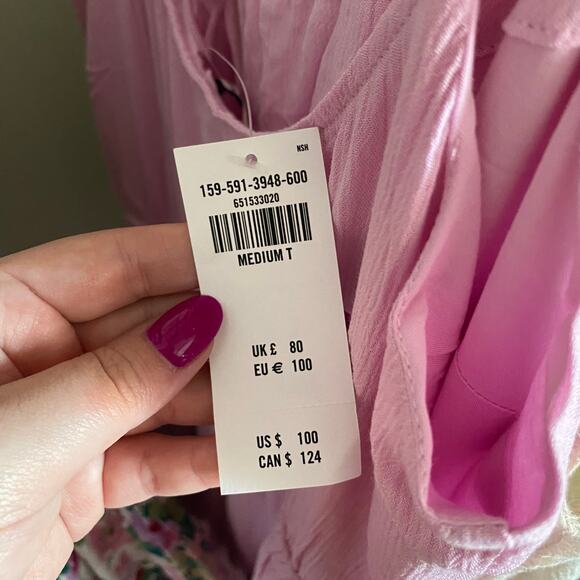 NSH
159-591-3948-600
651533020
MEDIUM T
UK £ 80
EU € 100
US $ 100
CAN $ 124